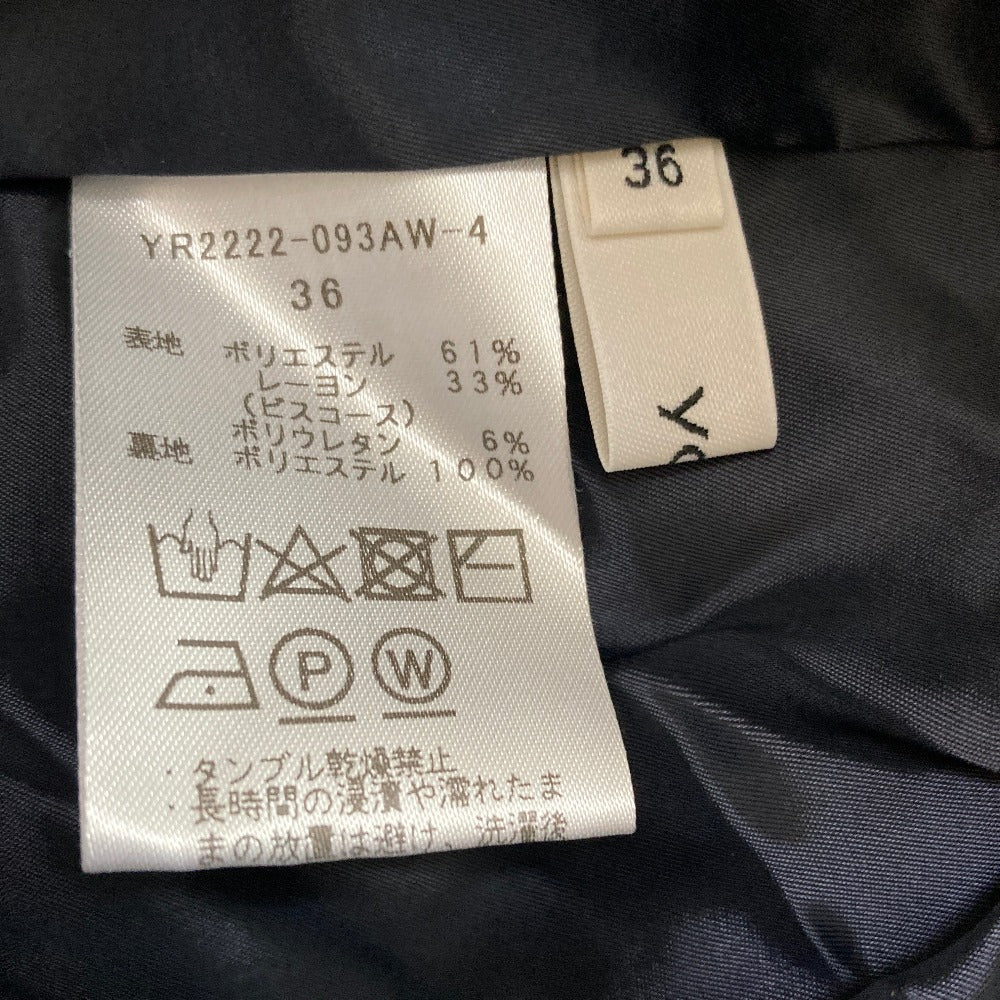 YR2222-093AW-4
36
表地 ポリエステル 61%
レーヨン 33%
(ビスコース)
ポリウレタン 6%
裏地 ポリエステル 100%
P W
・タンブル乾燥禁止
・長時間の浸漬や濡れたま
まの放置は避け、洗濯後
36